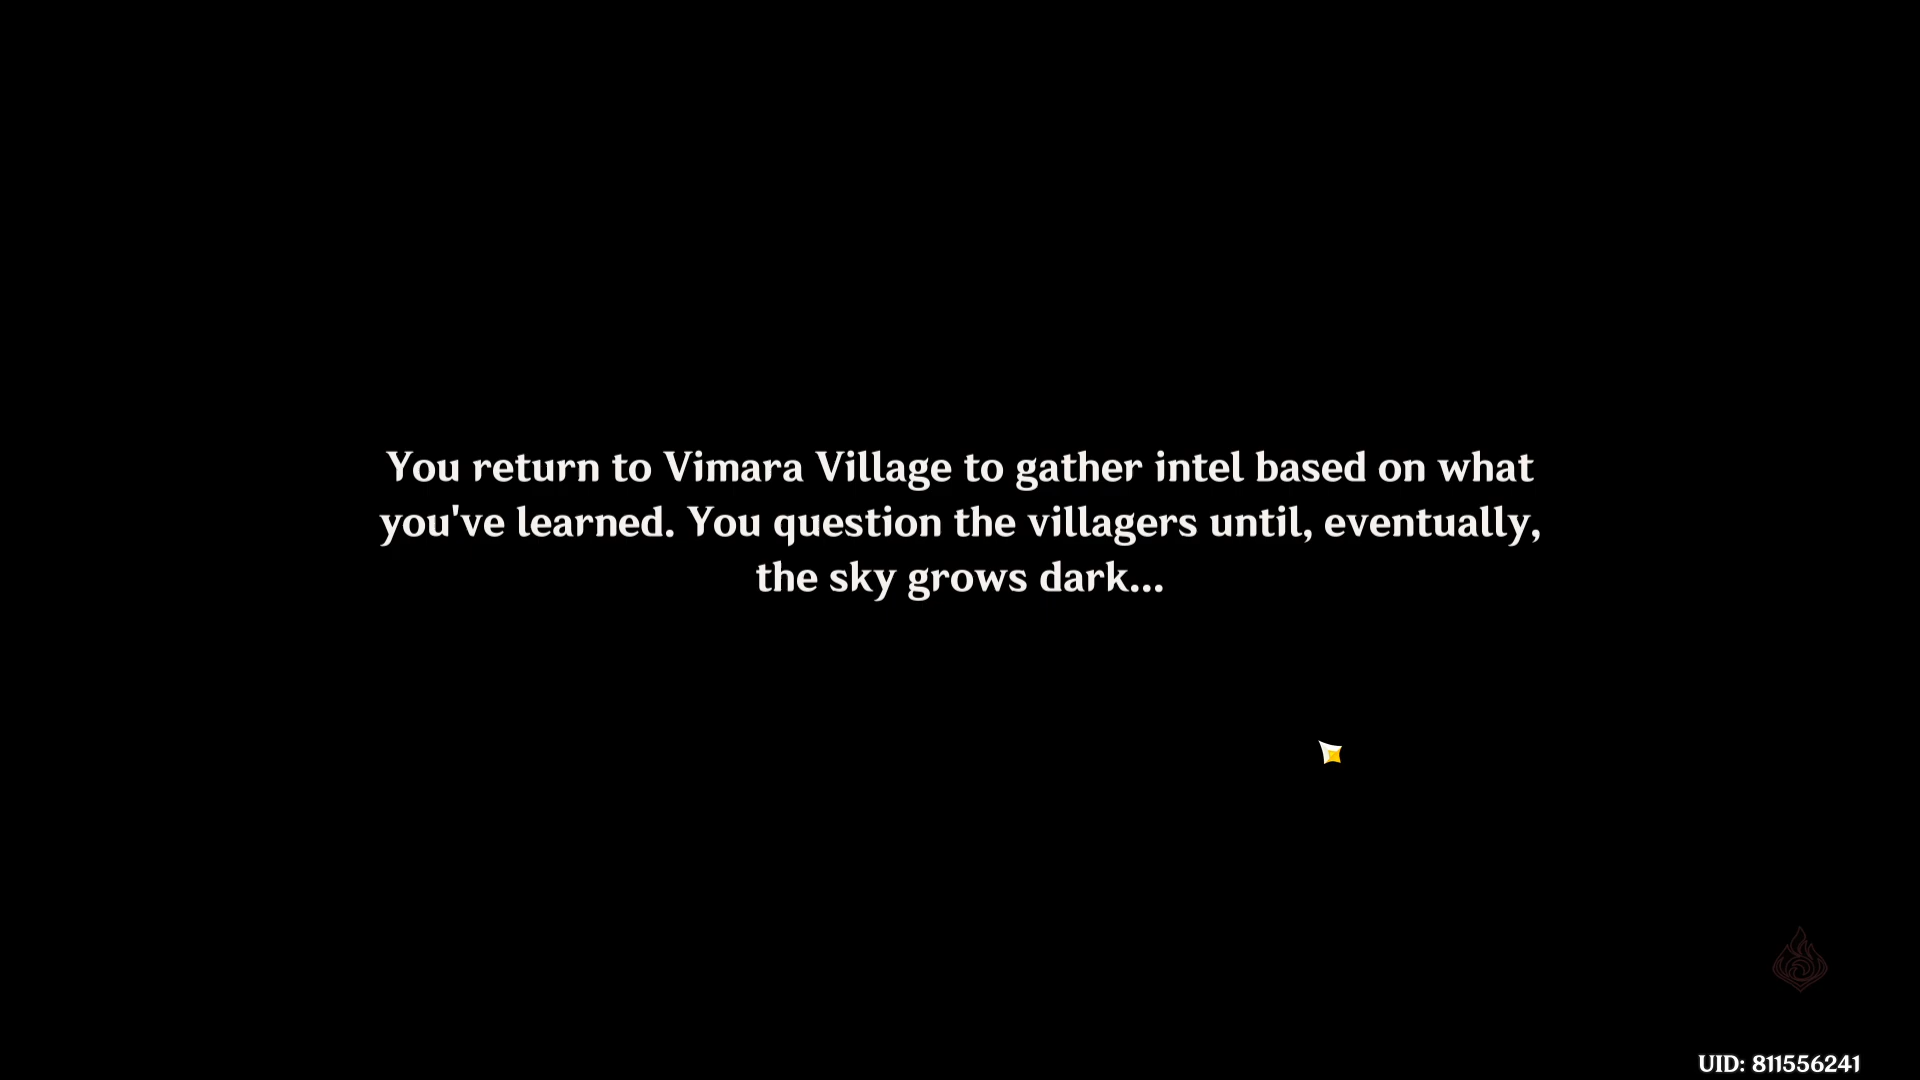 You return to Vimara Village to gather intel based on what
you've learned. You question the villagers until, eventually,
the sky grows dark...
UID: 811556241